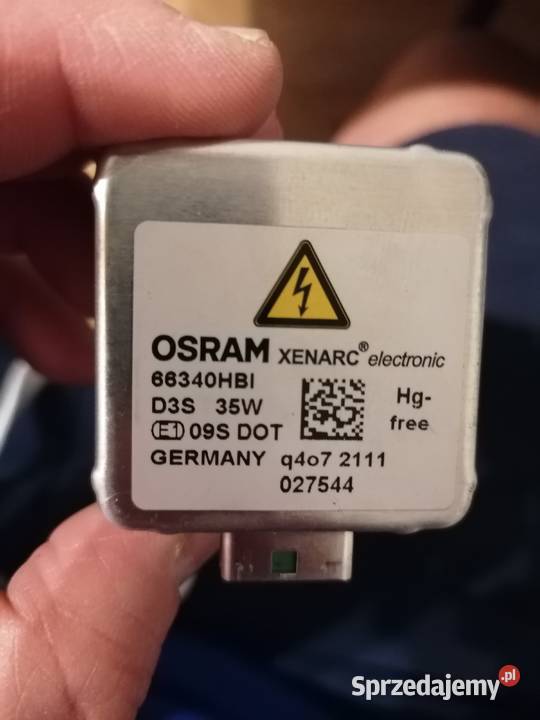 OSRAM XENARC® electronic
66340HBI
D3S 35W
Hg-
free
E1 09S DOT
GERMANY q4o7 2111
027544
Sprzedajemy.pl